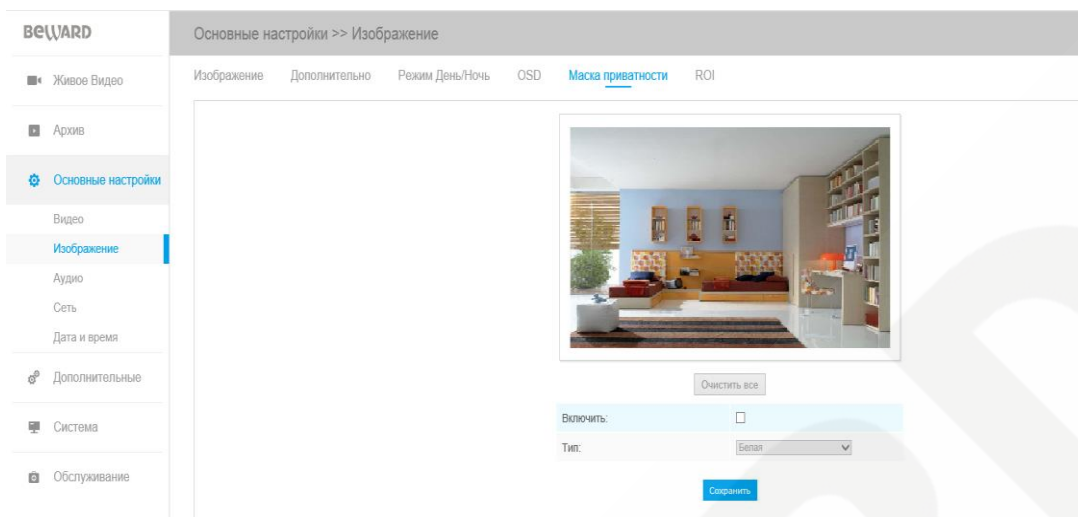 BEWARD
Основные настройки >> Изображение
Живое Видео
Архив
Основные настройки
Видео
Изображение
Аудио
Сеть
Дата и время
Дополнительные
Система
Обслуживание
Изображение Дополнительно Режим День/Ночь OSD Маска приватности ROI
Очистить все
Включить:
Тип: Белая
Сохранить